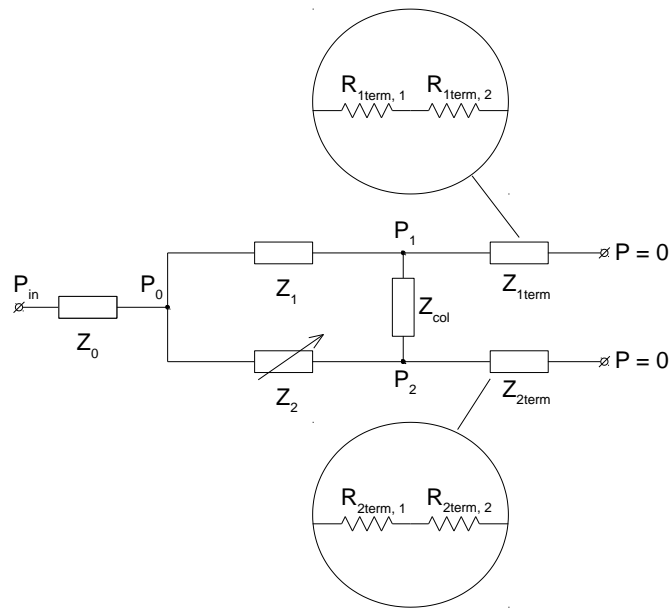 R1term, 1 R1term, 2
P1 P = 0
Pin P0 Z1 Z1term
Zcol
Z0
P2 P = 0
Z2 Z2term
R2term, 1 R2term, 2